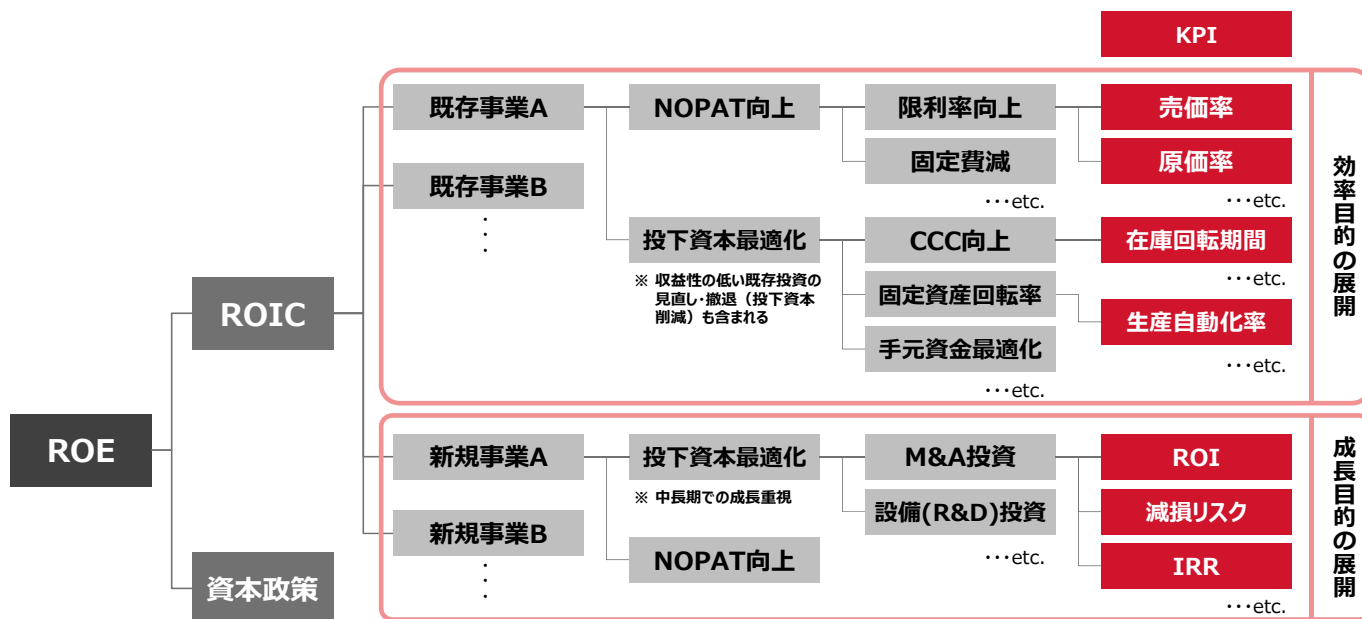 KPI
既存事業A
NOPAT向上
限利率向上
売価率
固定費減
原価率
既存事業B
・・・etc.
・・・etc.
投下資本最適化
CCC向上
在庫回転期間
※ 収益性の低い既存投資の
見直し・撤退（投下資本
削減）も含まれる
・・・etc.
固定資産回転率
生産自動化率
手元資金最適化
・・・etc.
・・・etc.
効率目的の展開
ROIC
ROE
資本政策
新規事業A
投下資本最適化
M&A投資
ROI
※ 中長期での成長重視
設備(R&D)投資
減損リスク
新規事業B
NOPAT向上
・・・etc.
IRR
・・・etc.
成長目的の展開